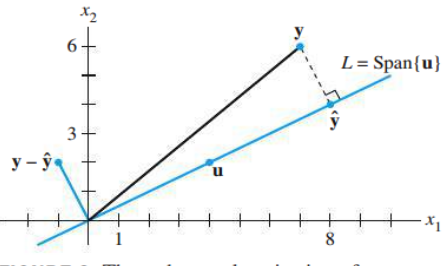 x₂
y
6
L = Span{u}
3
ŷ
y − ŷ
u
x₁
1
8